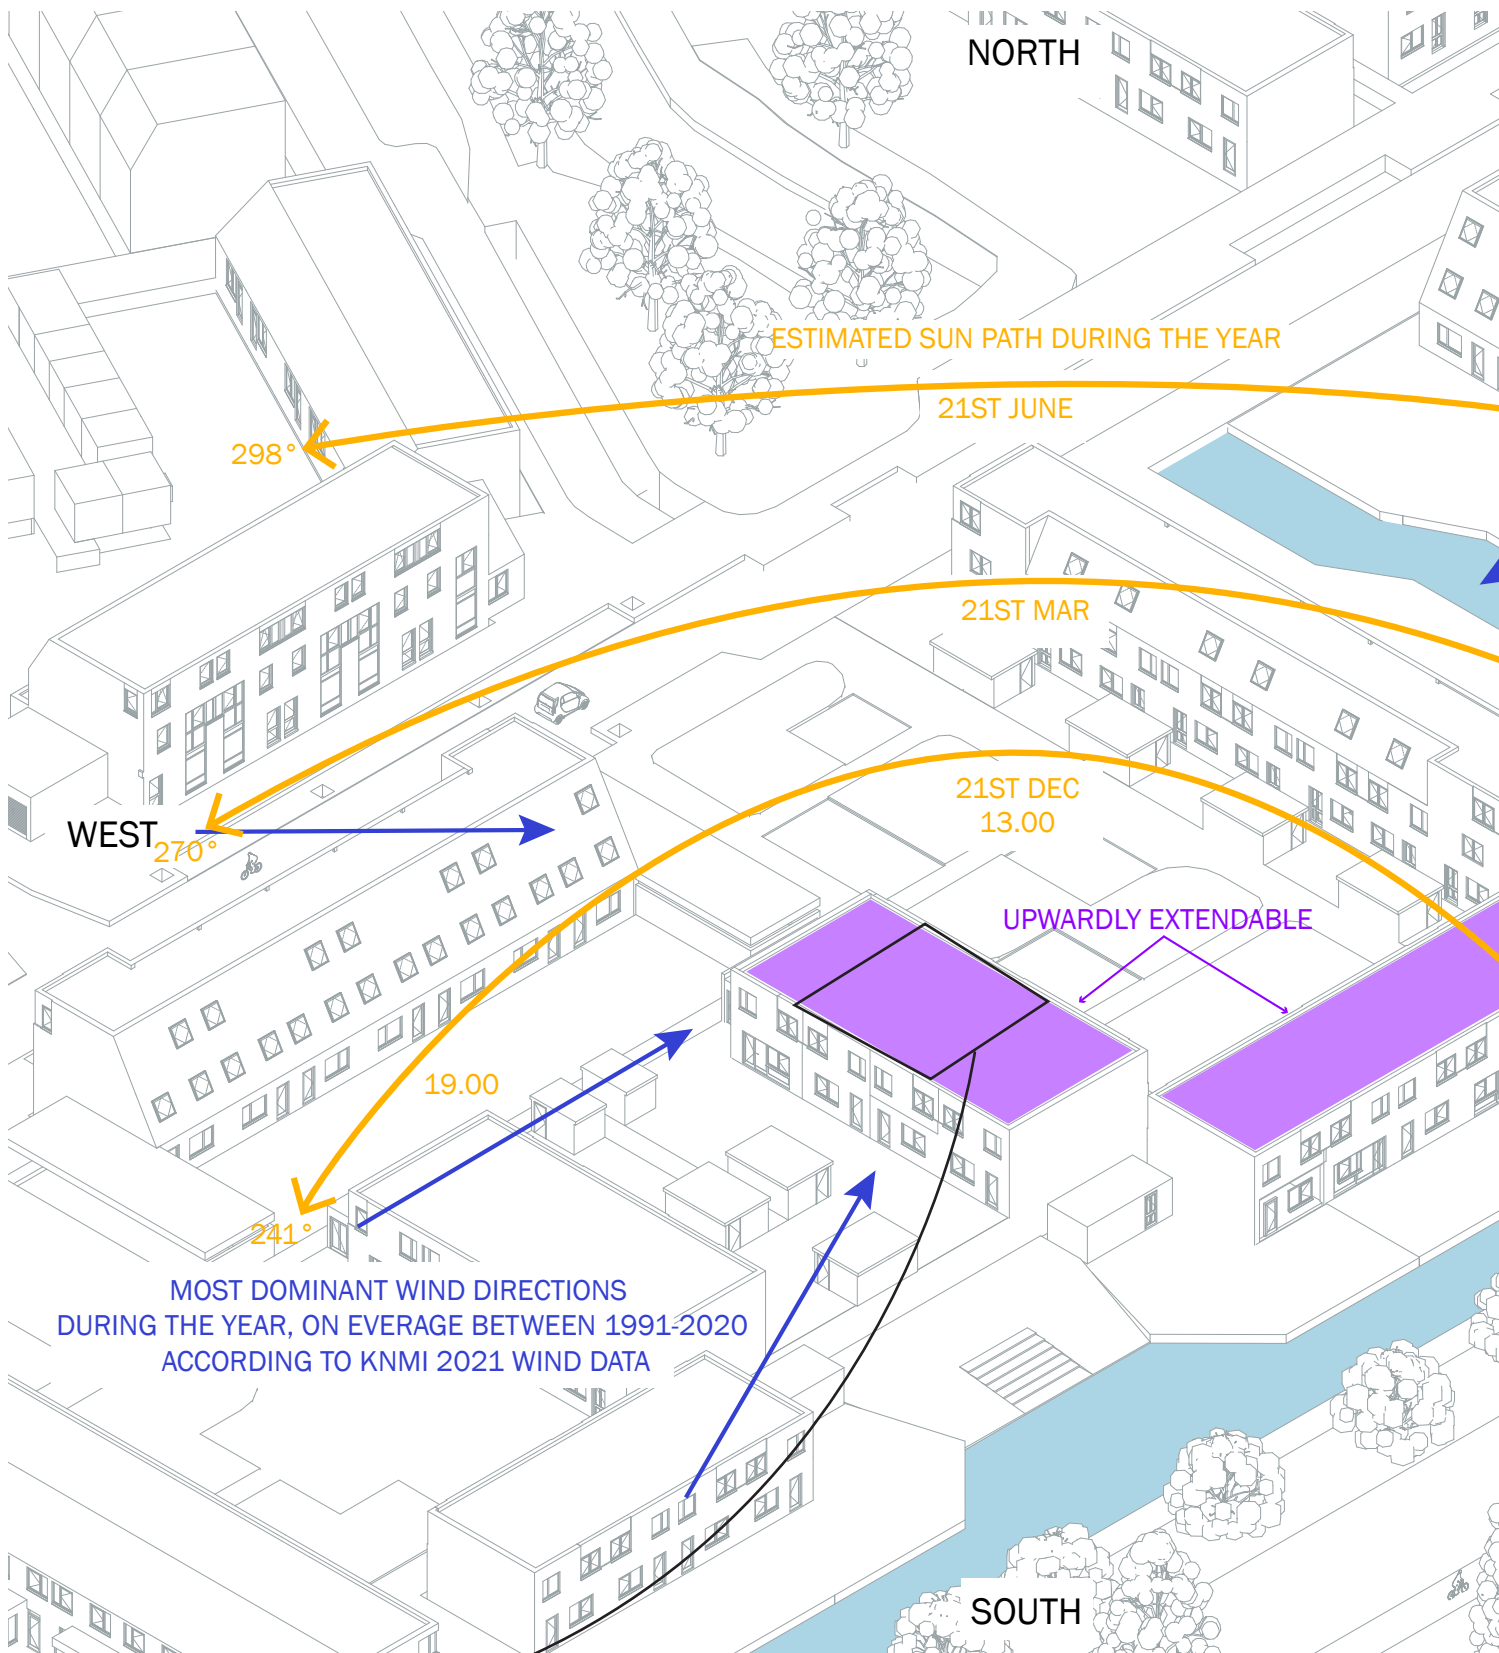 NORTH
ESTIMATED SUN PATH DURING THE YEAR
21ST JUNE
298°
21ST MAR
21ST DEC
13.00
WEST
270°
UPWARDLY EXTENDABLE
19.00
241°
MOST DOMINANT WIND DIRECTIONS
DURING THE YEAR, ON EVERAGE BETWEEN 1991-2020
ACCORDING TO KNMI 2021 WIND DATA
SOUTH